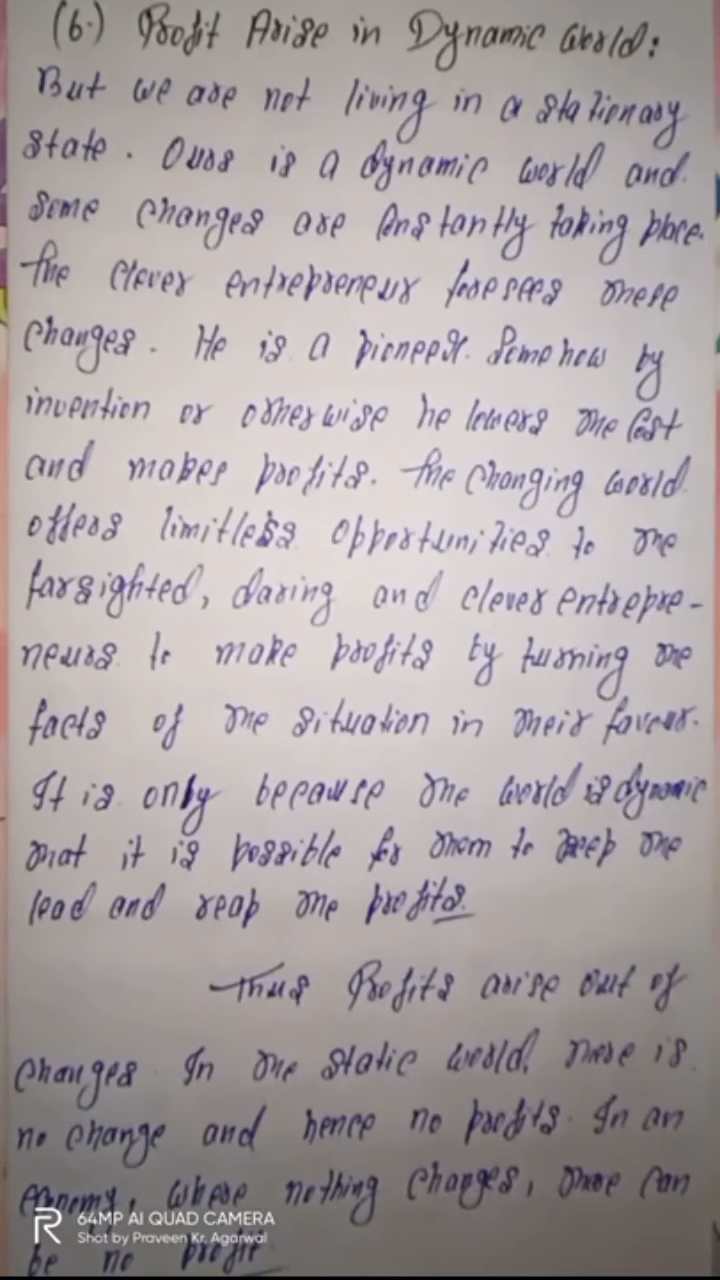 (6.) Profit Arise in Dynamic World:
But we are not living in a stationary
state. Ours is a dynamic world and
some changes are constantly taking place.
The clever entrepreneur foresees these
changes. He is a pioneer. Somehow by
invention or otherwise he lowers the cost
and makes profits. The changing world
offers limitless opportunities to the
farsighted, daring and clever entrepre-
neurs to make profits by turning the
facts of the situation in their favour.
It is only because the world is dynamic
that it is possible for them to keep the
lead and reap the profits.
Thus Profits arise out of
changes. In the static world, there is
no change and hence no profits. In an
economy, where nothing changes, there can
be no profit.
64MP AI QUAD CAMERA
Shot by Praveen Kr. Agarwal